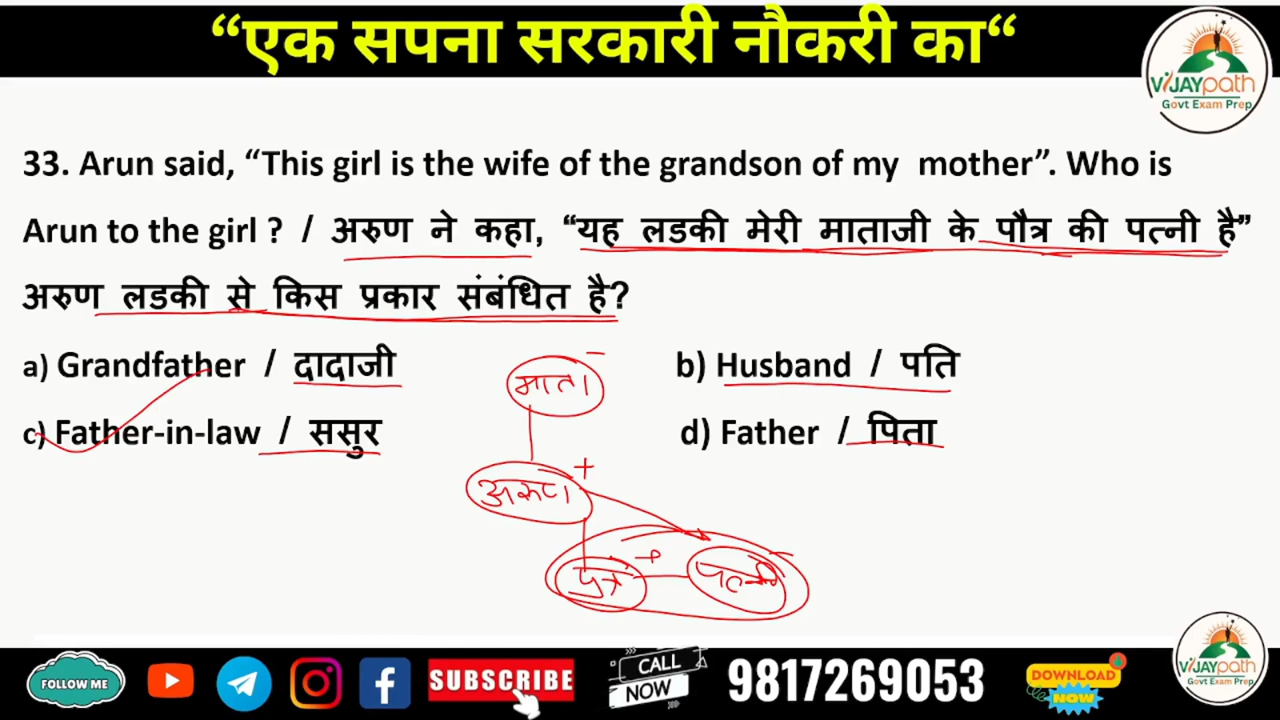 “एक सपना सरकारी नौकरी का“
ViJAYpath
Govt Exam Prep
33. Arun said, “This girl is the wife of the grandson of my mother”. Who is
Arun to the girl ? / अरुण ने कहा, “यह लडकी मेरी माताजी के पौत्र की पत्नी है”
अरुण लडकी से किस प्रकार संबंधित है?
a) Grandfather / दादाजी
b) Husband / पति
c) Father-in-law / ससुर
d) Father / पिता
माता
-
+
अरुण
+
-
पुत्र
पत्नी
FOLLOW ME
SUBSCRIBE
CALL
NOW
9817269053
DOWNLOAD
NOW
ViJAYpath
Govt Exam Prep